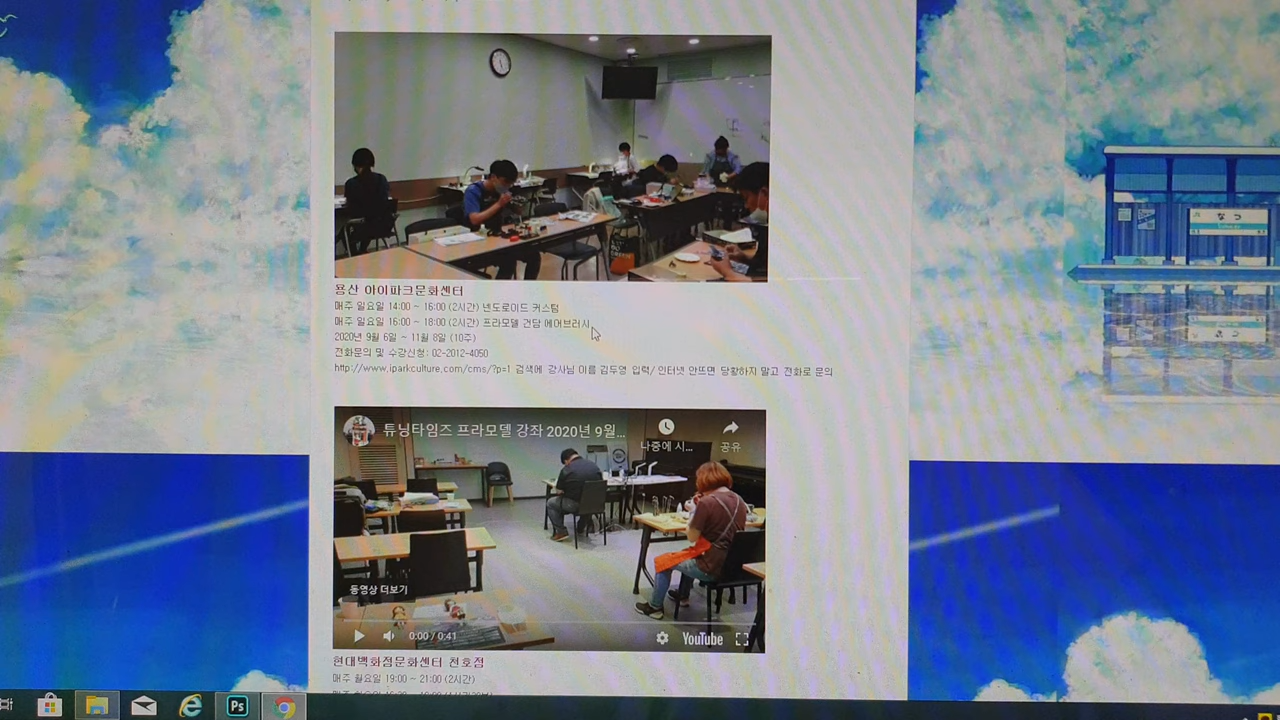 용산 아이파크문화센터
매주 일요일 14:00 ~ 16:00 (2시간) 넨도로이드 커스텀
매주 일요일 16:00 ~ 18:00 (2시간) 프라모델 건담 에어브러시
2020년 9월 6일 ~ 11월 8일 (10주)
전화문의 및 수강신청: 02-2012-4050
http://www.iparkculture.com/cms/?p=1 검색에 강사님 이름 김두영 입력/ 인터넷 안뜨면 당황하지 말고 전화로 문의
튜닝타임즈 프라모델 강좌 2020년 9월...
나중에 시...
공유
동영상 더보기
0:00 / 0:41
YouTube
현대백화점문화센터 천호점
매주 월요일 19:00 ~ 21:00 (2시간)
なつ
Ps